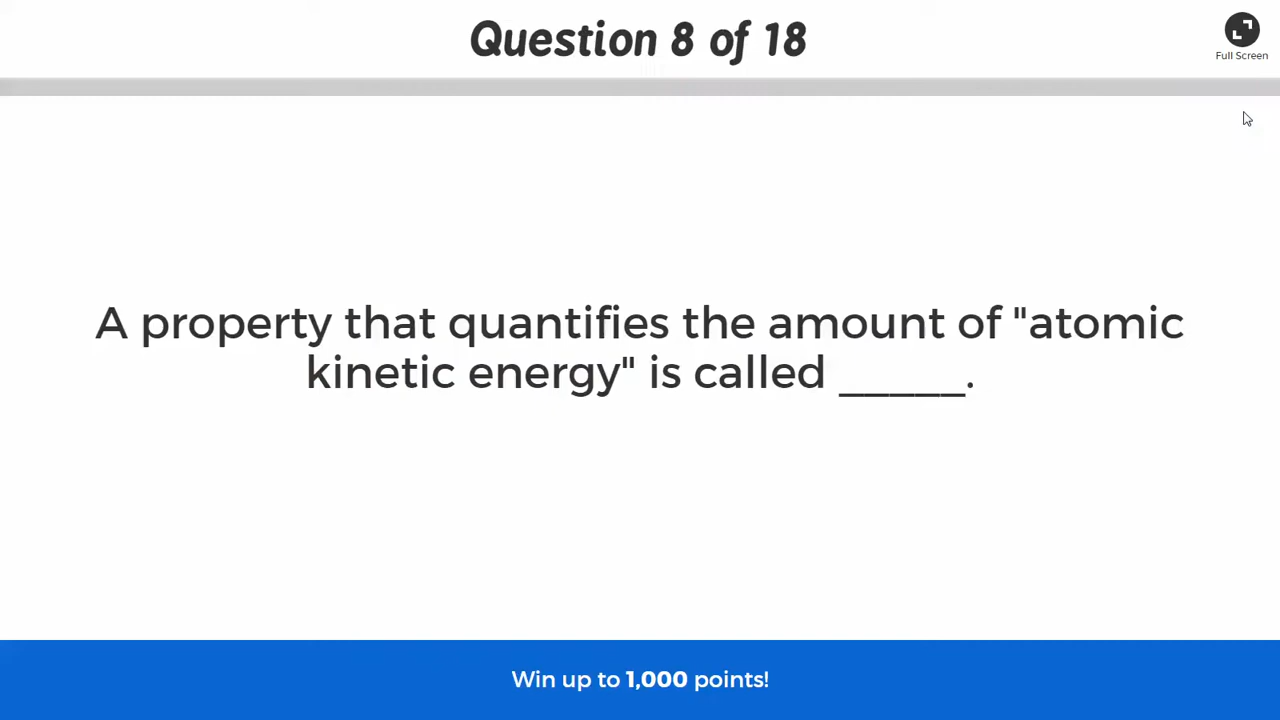 Question 8 of 18
Full Screen
A property that quantifies the amount of "atomic
kinetic energy" is called _____.
Win up to 1,000 points!